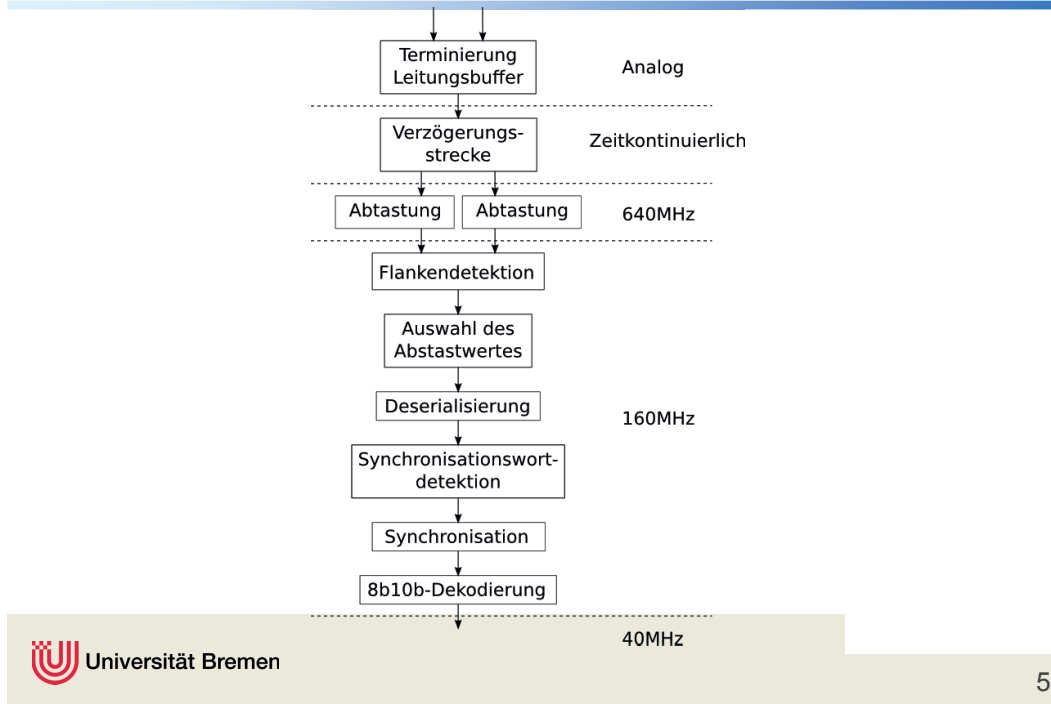 Terminierung
Leitungsbuffer
Analog
Verzögerungs-
strecke
Zeitkontinuierlich
Abtastung
Abtastung
640MHz
Flankendetektion
Auswahl des
Abstastwertes
Deserialisierung
160MHz
Synchronisationswort-
detektion
Synchronisation
8b10b-Dekodierung
40MHz
Universität Bremen
5